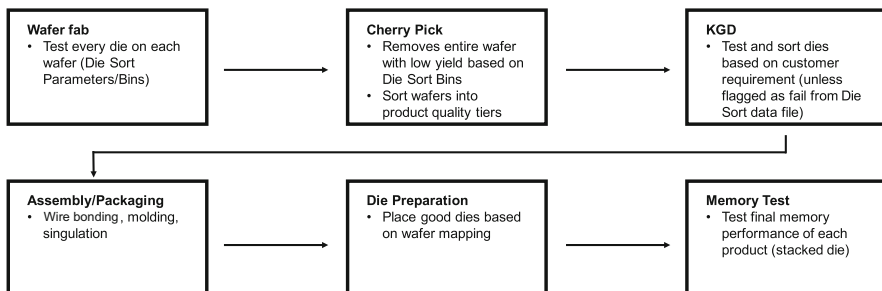 Wafer fab
• Test every die on each
wafer (Die Sort
Parameters/Bins)
Cherry Pick
• Removes entire wafer
with low yield based on
Die Sort Bins
• Sort wafers into
product quality tiers
KGD
• Test and sort dies
based on customer
requirement (unless
flagged as fail from Die
Sort data file)
Assembly/Packaging
• Wire bonding, molding,
singulation
Die Preparation
• Place good dies based
on wafer mapping
Memory Test
• Test final memory
performance of each
product (stacked die)